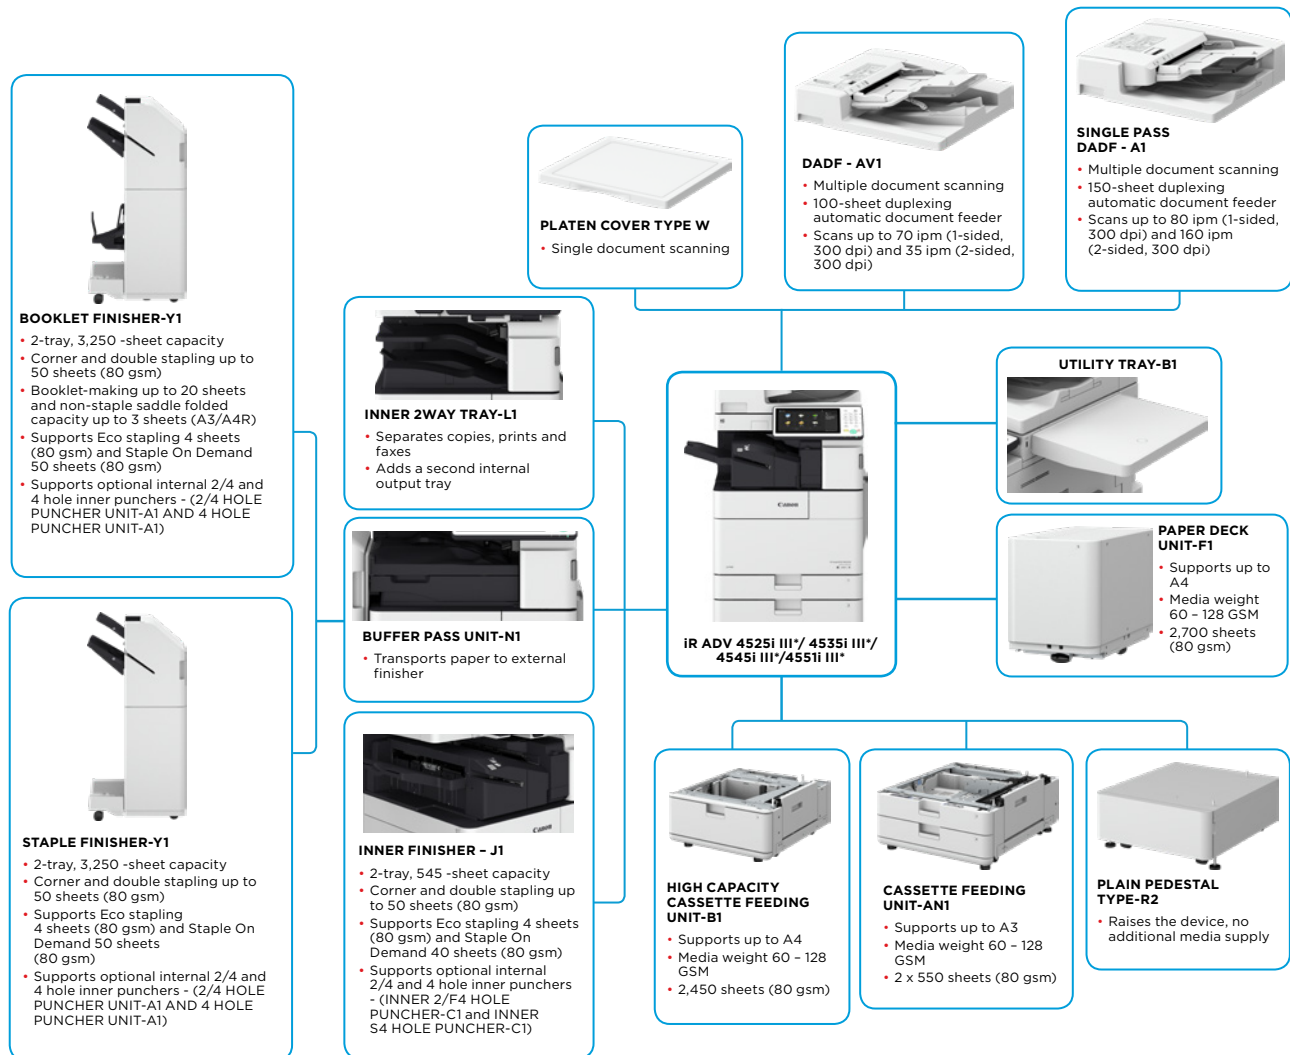 BOOKLET FINISHER-Y1
• 2-tray, 3,250 -sheet capacity
• Corner and double stapling up to
50 sheets (80 gsm)
• Booklet-making up to 20 sheets
and non-staple saddle folded
capacity up to 3 sheets (A3/A4R)
• Supports Eco stapling 4 sheets
(80 gsm) and Staple On Demand
50 sheets (80 gsm)
• Supports optional internal 2/4 and
4 hole inner punchers - (2/4 HOLE
PUNCHER UNIT-A1 AND 4 HOLE
PUNCHER UNIT-A1)
STAPLE FINISHER-Y1
• 2-tray, 3,250 -sheet capacity
• Corner and double stapling up to
50 sheets (80 gsm)
• Supports Eco stapling
4 sheets (80 gsm) and Staple On
Demand 50 sheets
(80 gsm)
• Supports optional internal 2/4 and
4 hole inner punchers - (2/4 HOLE
PUNCHER UNIT-A1 AND 4 HOLE
PUNCHER UNIT-A1)
INNER 2WAY TRAY-L1
• Separates copies, prints and
faxes
• Adds a second internal
output tray
BUFFER PASS UNIT-N1
• Transports paper to external
finisher
Canon
INNER FINISHER – J1
• 2-tray, 545 -sheet capacity
• Corner and double stapling up
to 50 sheets (80 gsm)
• Supports Eco stapling 4 sheets
(80 gsm) and Staple On
Demand 40 sheets (80 gsm)
• Supports optional internal
2/4 and 4 hole inner punchers
- (INNER 2/F4 HOLE
PUNCHER-C1 and INNER
S4 HOLE PUNCHER-C1)
PLATEN COVER TYPE W
• Single document scanning
DADF - AV1
• Multiple document scanning
• 100-sheet duplexing
automatic document feeder
• Scans up to 70 ipm (1-sided,
300 dpi) and 35 ipm (2-sided,
300 dpi)
SINGLE PASS
DADF - A1
• Multiple document scanning
• 150-sheet duplexing
automatic document feeder
• Scans up to 80 ipm (1-sided,
300 dpi) and 160 ipm
(2-sided, 300 dpi)
Canon
iR ADV 4525i III*/ 4535i III*/
4545i III*/4551i III*
UTILITY TRAY-B1
PAPER DECK
UNIT-F1
• Supports up to
A4
• Media weight
60 – 128 GSM
• 2,700 sheets
(80 gsm)
HIGH CAPACITY
CASSETTE FEEDING
UNIT-B1
• Supports up to A4
• Media weight 60 – 128
GSM
• 2,450 sheets (80 gsm)
CASSETTE FEEDING
UNIT-AN1
• Supports up to A3
• Media weight 60 – 128
GSM
• 2 x 550 sheets (80 gsm)
PLAIN PEDESTAL
TYPE-R2
• Raises the device, no
additional media supply